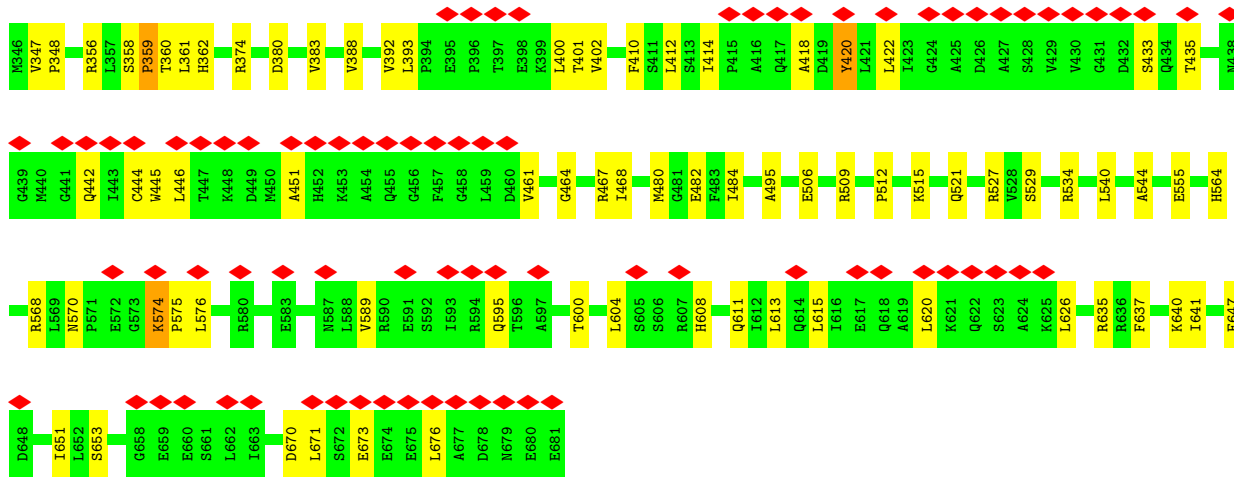 M346 V347 P348 R356 L357 S358 P359 T360 L361 H362 R374 D380 V383 V388 V392 L393 P394 E395 P396 T397 E398 K399 L400 T401 V402 F410 S411 L412 S413 I414 P415 A416 Q417 A418 D419 Y420 L421 L422 I423 G424 A425 D426 A427 S428 V429 V430 G431 D432 S433 Q434 T435 N438
G439 M440 G441 Q442 I443 C444 W445 L446 T447 K448 D449 M450 A451 H452 K453 A454 Q455 G456 F457 G458 L459 D460 V461 G464 R467 I468 M480 G481 E482 F483 I484 A495 E506 R509 P512 K515 Q521 R527 V528 S529 R534 L540 A544 E555 H564
R568 L569 N570 P571 E572 G573 K574 P575 L576 R580 E583 N587 L588 V589 R590 E591 S592 I593 R594 Q595 T596 A597 T600 L604 S605 S606 R607 H608 Q611 I612 L613 Q614 L615 I616 E617 Q618 A619 L620 K621 Q622 S623 A624 K625 L626 R635 R636 F637 K640 I641
D648 I651 L652 S653 G658 E659 E660 S661 L662 I663 D670 L671 S672 E673 E674 E675 L676 A677 D678 N679 E680 E681